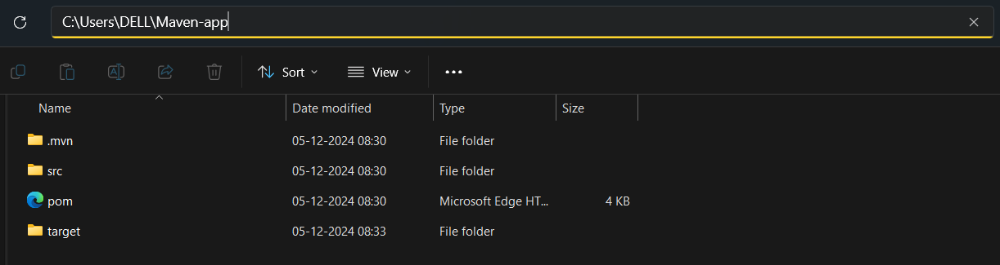 C:\Users\DELL\Maven-app
Sort View
Name Date modified Type Size
.mvn 05-12-2024 08:30 File folder
src 05-12-2024 08:30 File folder
pom 05-12-2024 08:30 Microsoft Edge HT... 4 KB
target 05-12-2024 08:33 File folder